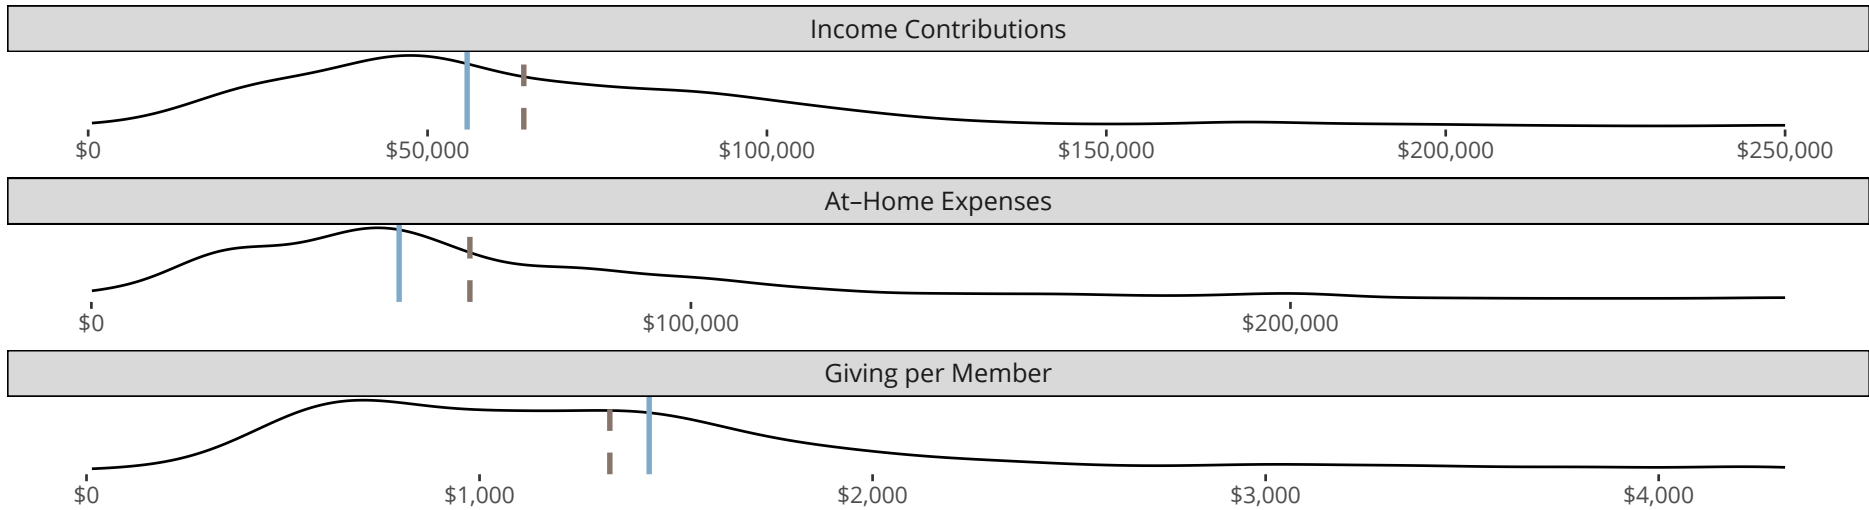 Income Contributions
$0 $50,000 $100,000 $150,000 $200,000 $250,000
At–Home Expenses
$0 $100,000 $200,000
Giving per Member
$0 $1,000 $2,000 $3,000 $4,000